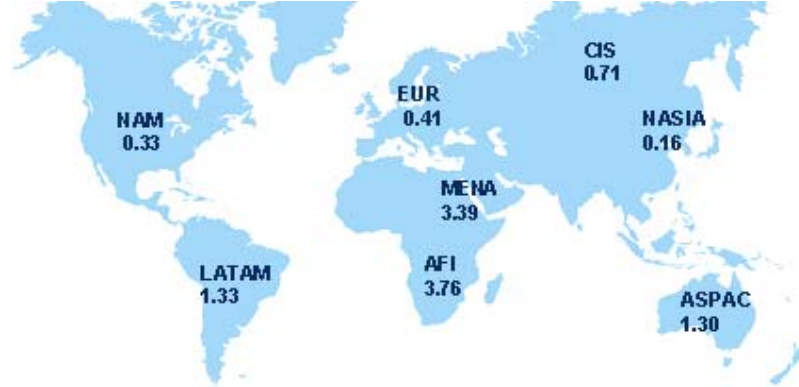 CIS
0.71
EUR
0.41
NAM
0.33
NASIA
0.16
MENA
3.39
AFI
3.76
LATAM
1.33
ASPAC
1.30